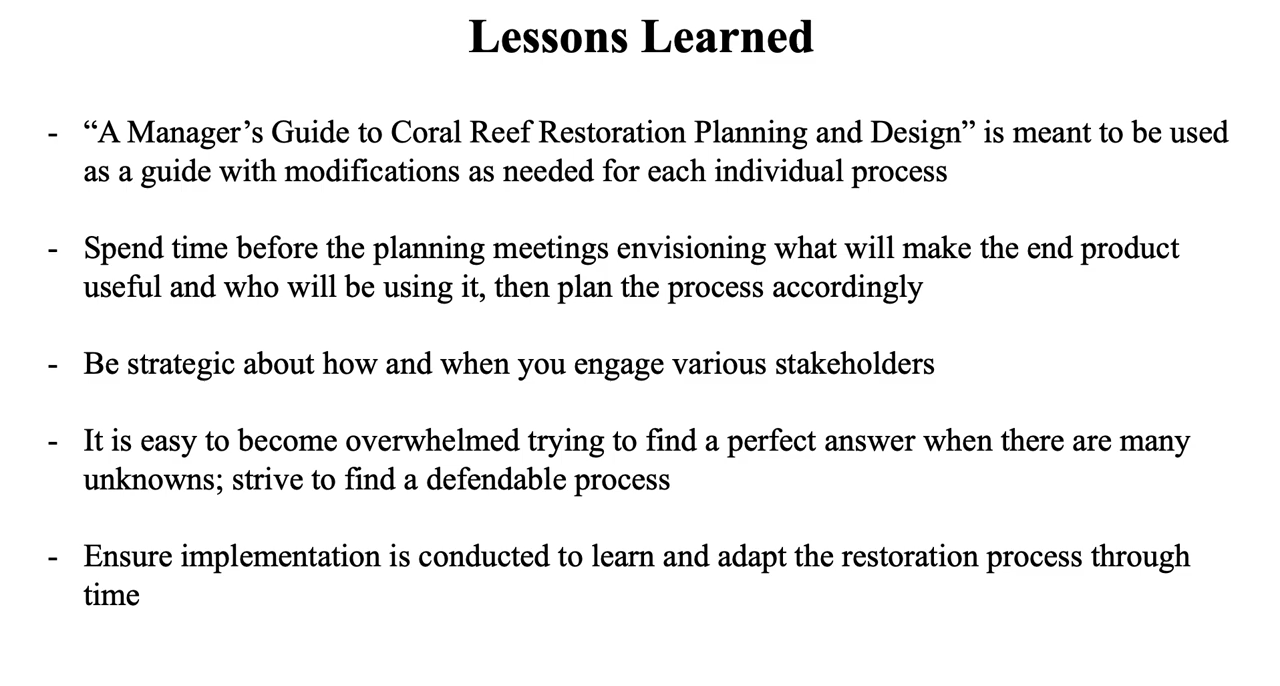 Lessons Learned
- “A Manager’s Guide to Coral Reef Restoration Planning and Design” is meant to be used
as a guide with modifications as needed for each individual process
- Spend time before the planning meetings envisioning what will make the end product
useful and who will be using it, then plan the process accordingly
- Be strategic about how and when you engage various stakeholders
- It is easy to become overwhelmed trying to find a perfect answer when there are many
unknowns; strive to find a defendable process
- Ensure implementation is conducted to learn and adapt the restoration process through
time